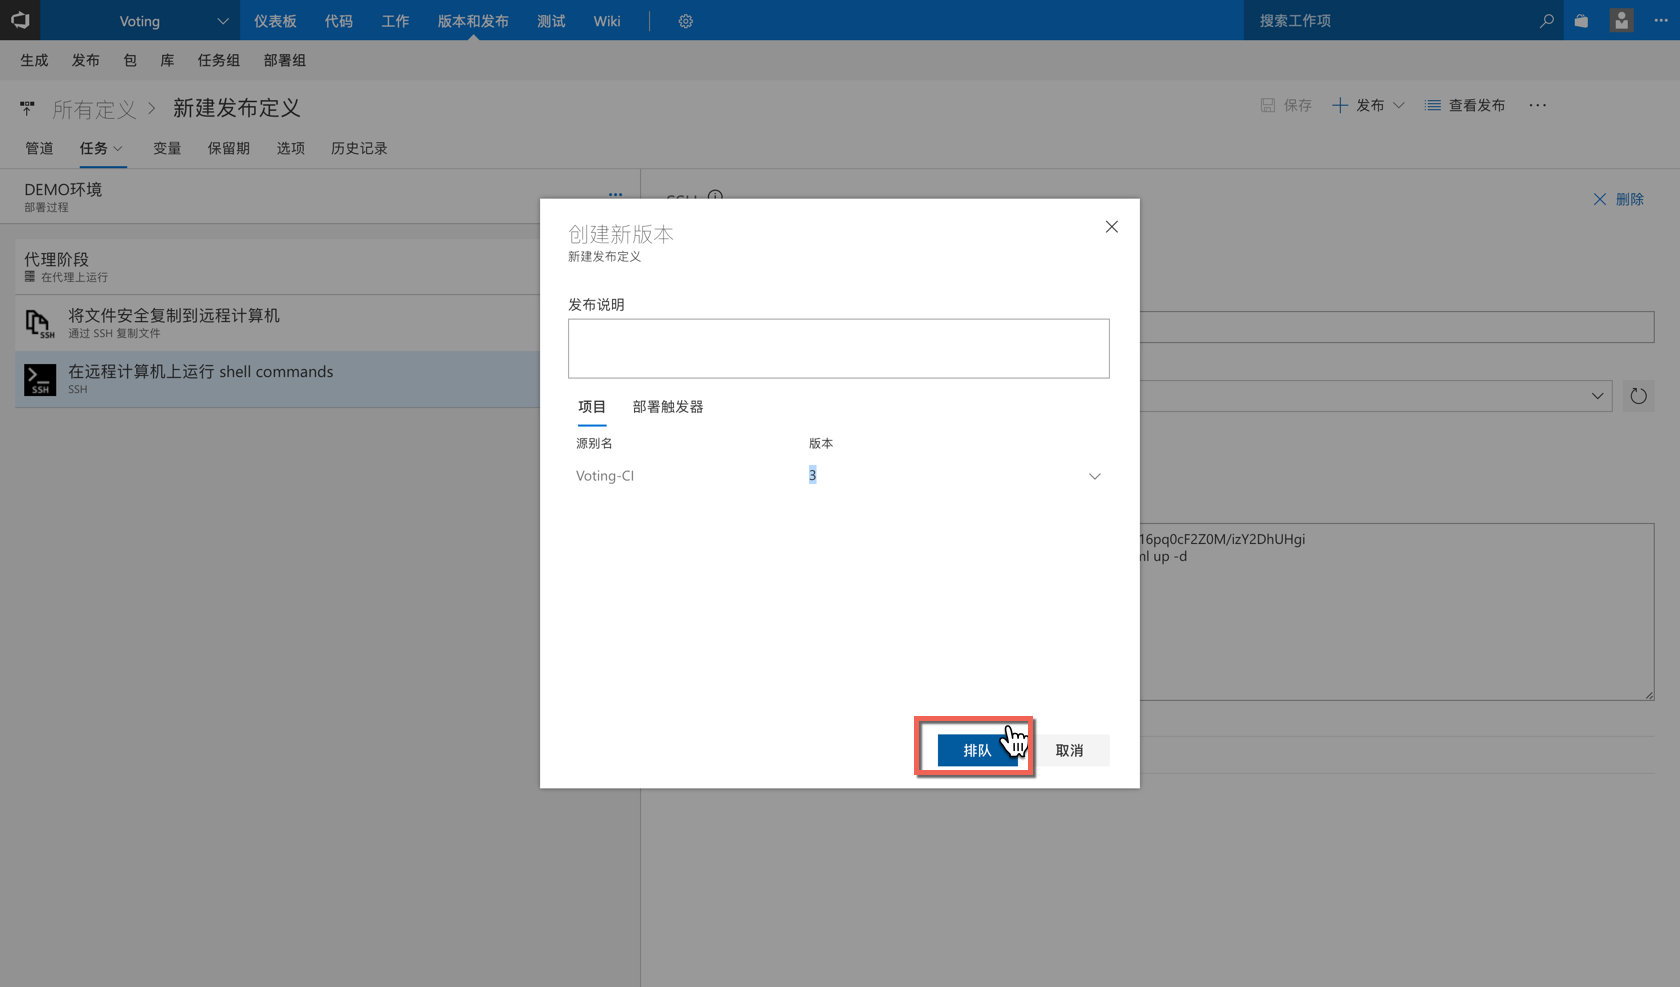 Voting
仪表板 代码 工作 版本和发布 测试 Wiki
搜索工作项
生成 发布 包 库 任务组 部署组
所有定义 > 新建发布定义
保存 发布 查看发布
管道 任务 变量 保留期 选项 历史记录
DEMO环境
部署过程
删除
代理阶段
在代理上运行
将文件安全复制到远程计算机
通过 SSH 复制文件
SSH
在远程计算机上运行 shell commands
SSH
SSH
创建新版本
新建发布定义
发布说明
项目 部署触发器
源别名 版本
Voting-CI 3
16pq0cF2Z0M/izY2DhUHgi
up -d
排队 取消